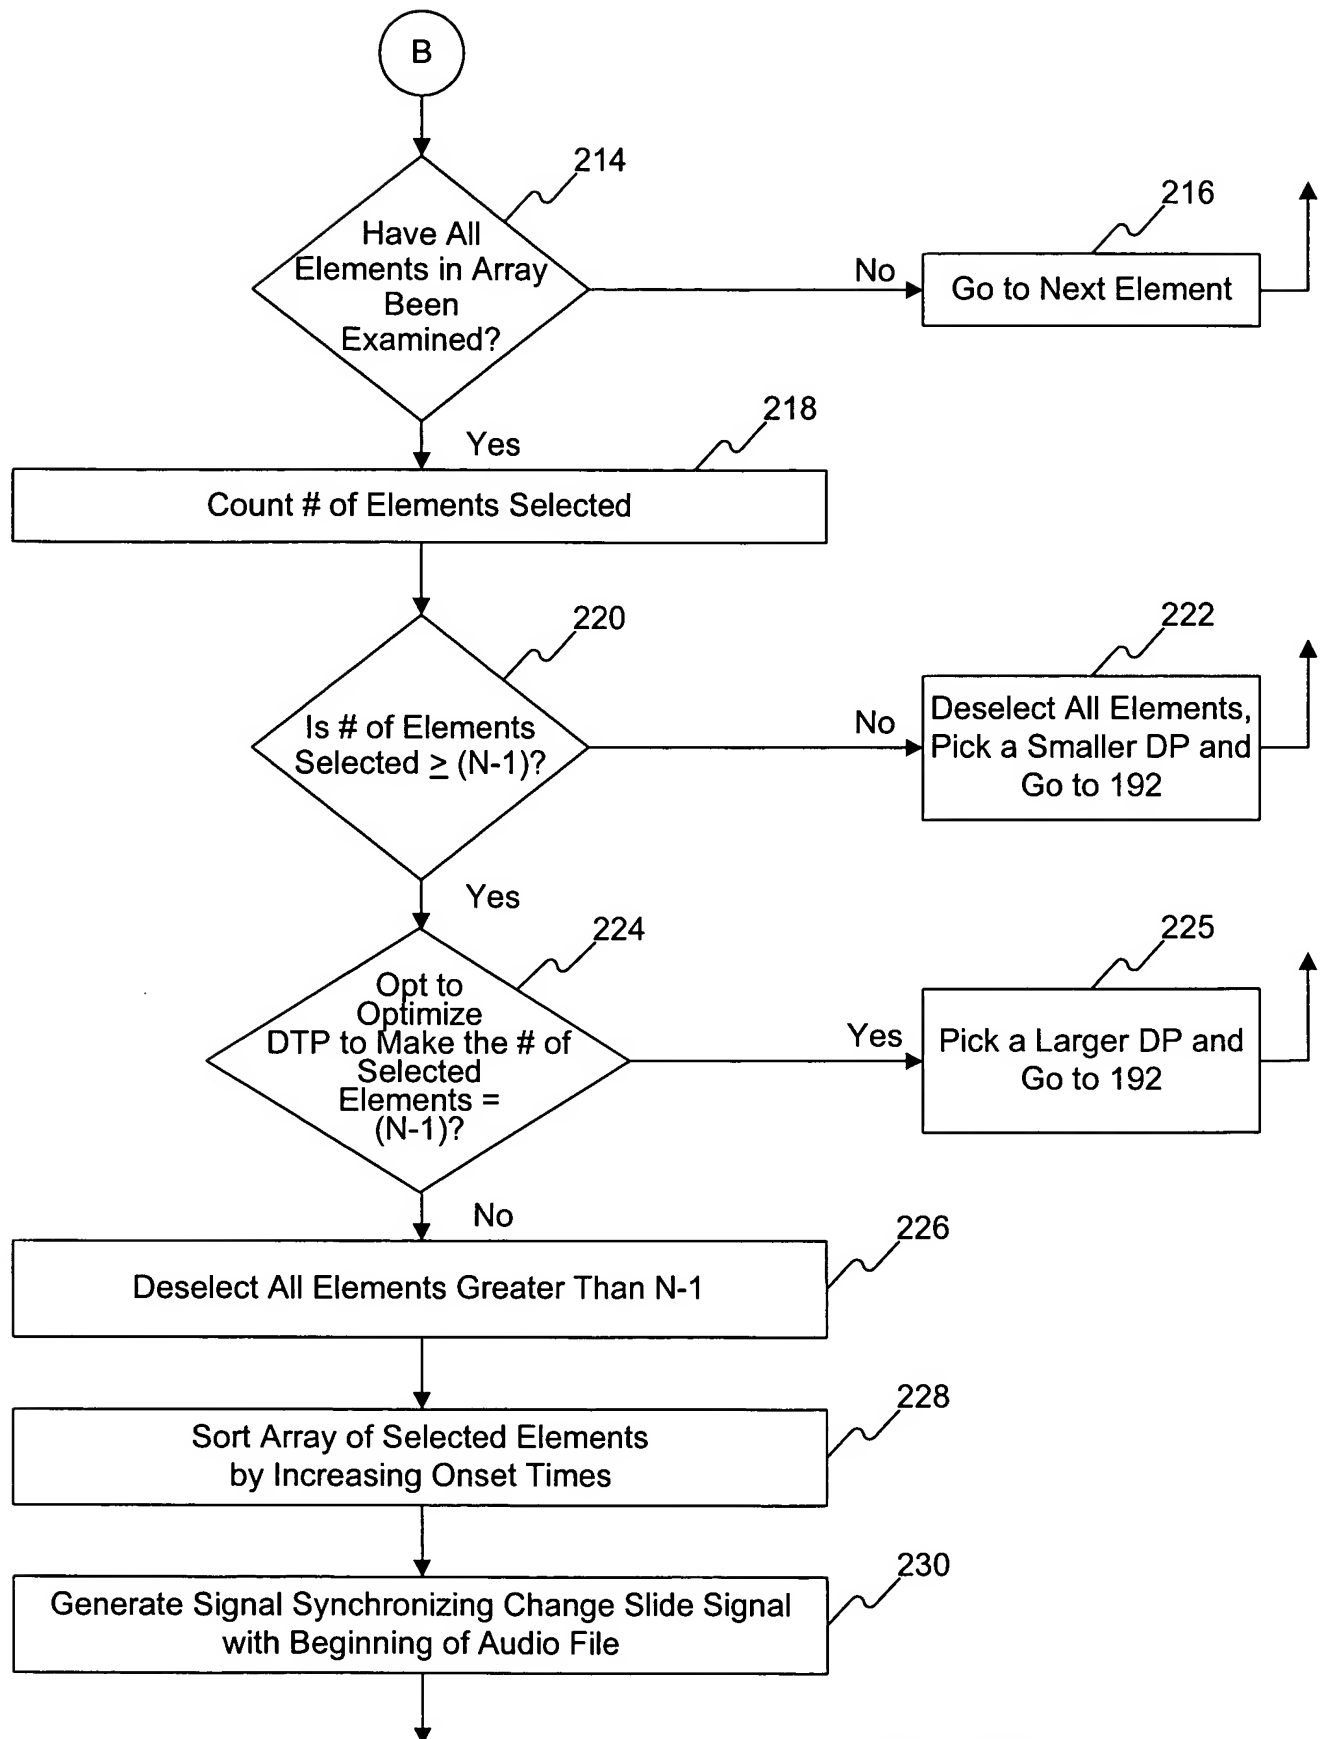 B
214
Have All
Elements in Array
Been
Examined?
No
216
Go to Next Element
Yes
218
Count # of Elements Selected
220
Is # of Elements
Selected ≥ (N-1)?
No
222
Deselect All Elements,
Pick a Smaller DP and
Go to 192
Yes
224
Opt to
Optimize
DTP to Make the # of
Selected
Elements =
(N-1)?
Yes
225
Pick a Larger DP and
Go to 192
No
226
Deselect All Elements Greater Than N-1
228
Sort Array of Selected Elements
by Increasing Onset Times
230
Generate Signal Synchronizing Change Slide Signal
with Beginning of Audio File